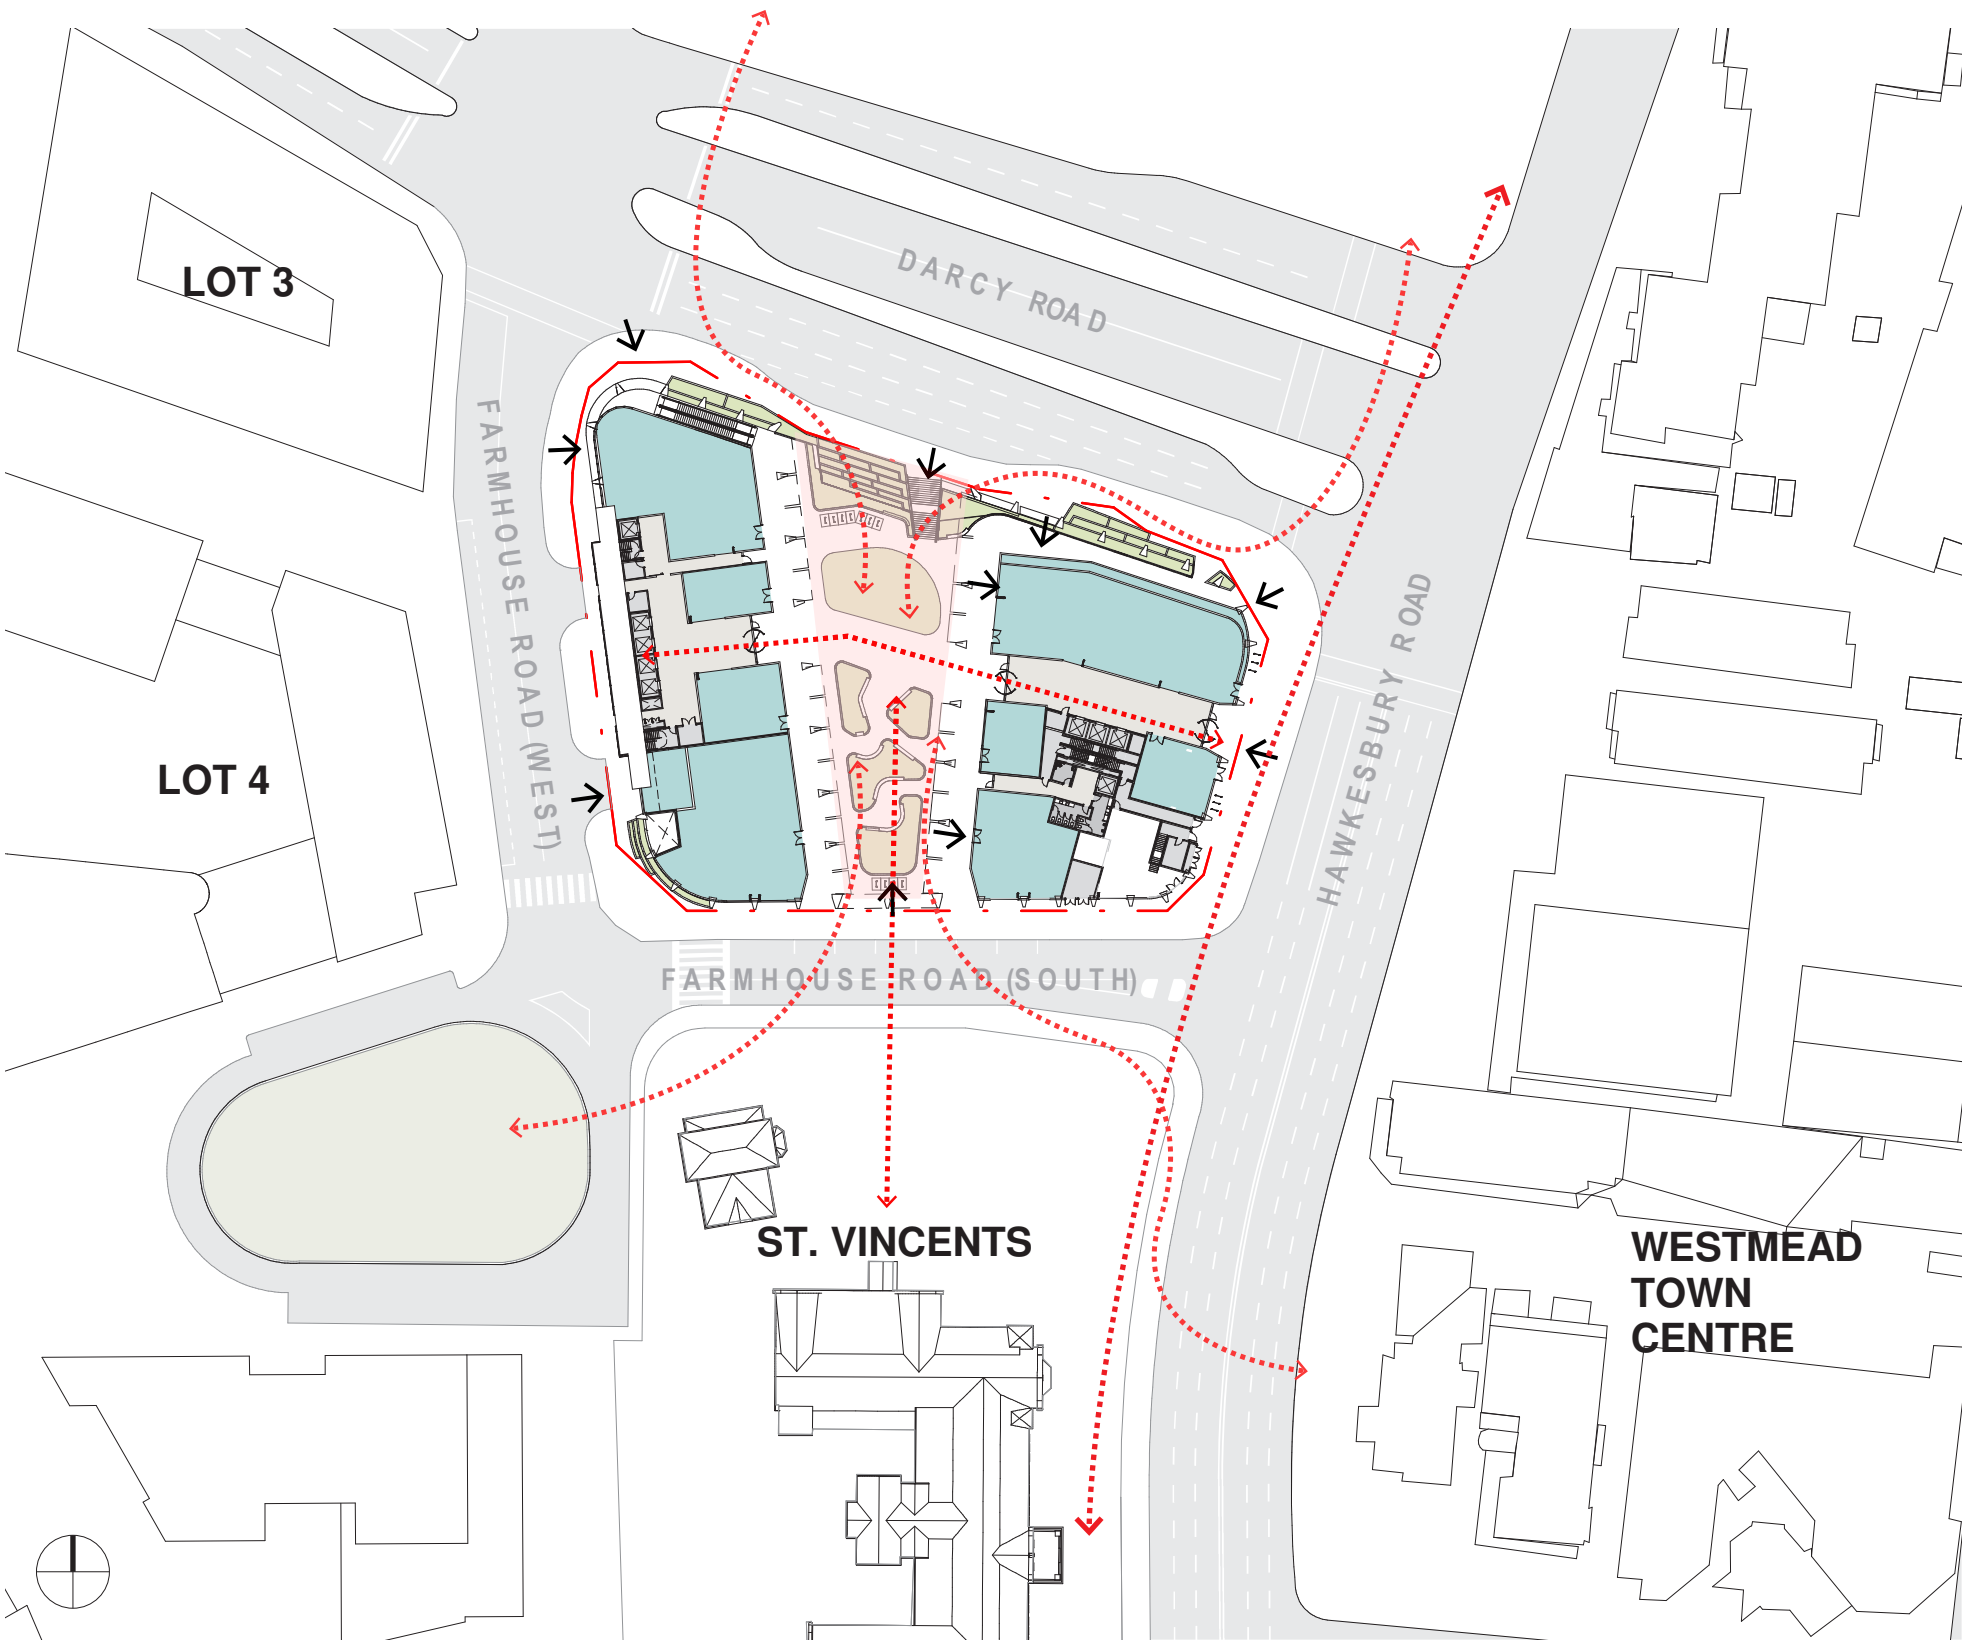 DARCY ROAD
LOT 3
FARMHOUSE ROAD (WEST)
HAWKESBURY ROAD
LOT 4
FARMHOUSE ROAD (SOUTH)
ST. VINCENTS
WESTMEAD
TOWN
CENTRE